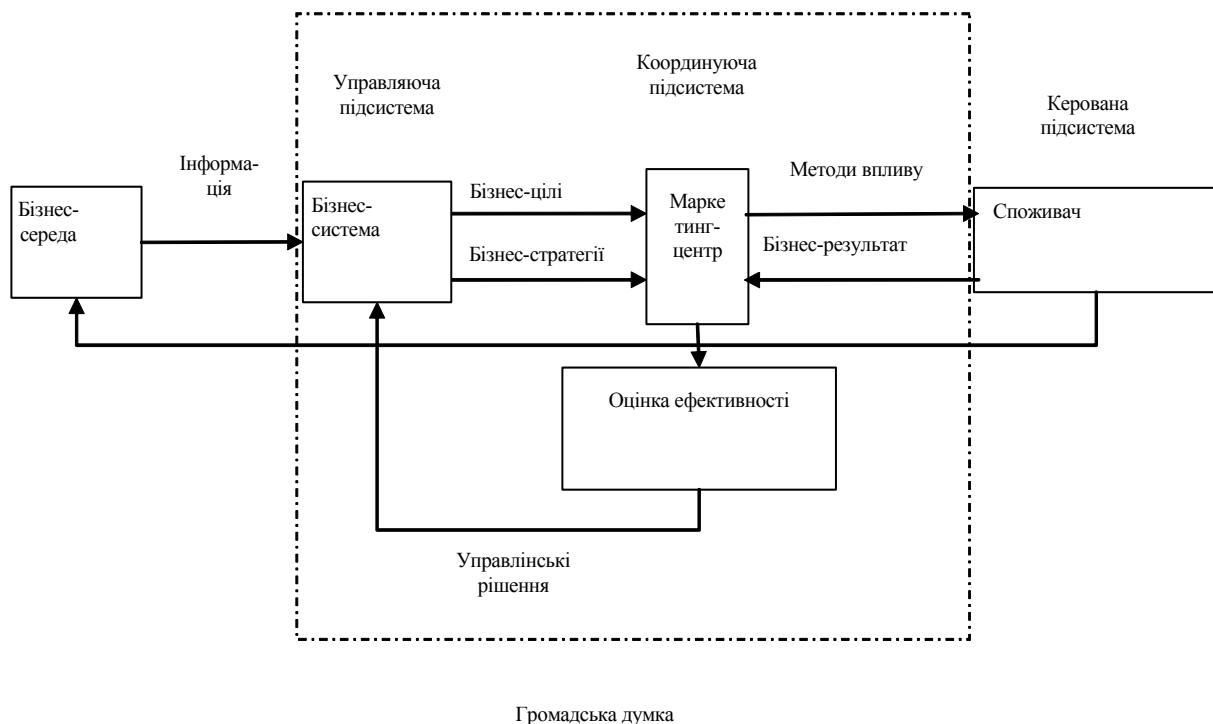 Управляюча
підсистема
Координуюча
підсистема
Керована
підсистема
Інформа-
ція
Бізнес-
середа
Бізнес-
система
Бізнес-цілі
Бізнес-стратегії
Марке
тинг-
центр
Методи впливу
Бізнес-результат
Споживач
Оцінка ефективності
Управлінські
рішення
Громадська думка